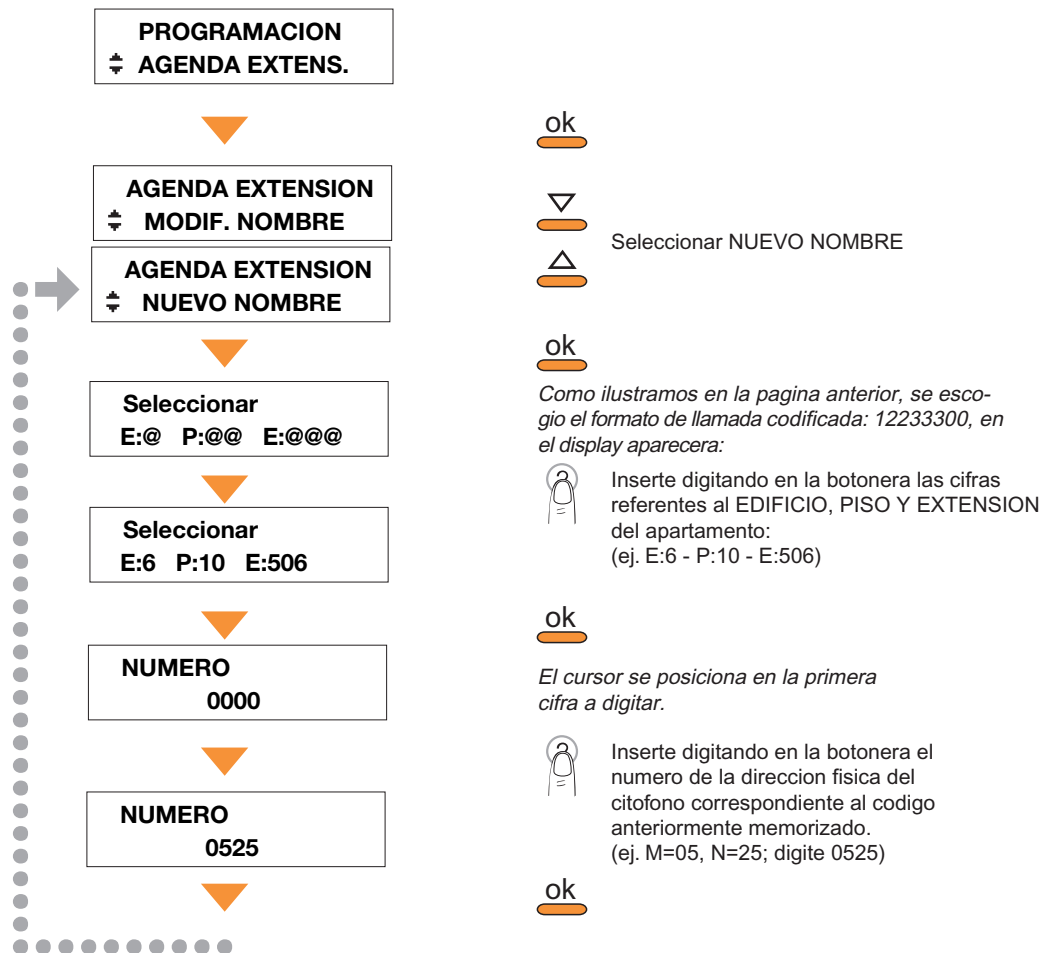 PROGRAMACION
AGENDA EXTENS.
ok
AGENDA EXTENSION
MODIF. NOMBRE
Seleccionar NUEVO NOMBRE
AGENDA EXTENSION
NUEVO NOMBRE
ok
Seleccionar
E:@ P:@@ E:@@@
Como ilustramos en la pagina anterior, se esco-
gio el formato de llamada codificada: 12233300, en
el display aparecera:
Inserte digitando en la botonera las cifras
referentes al EDIFICIO, PISO Y EXTENSION
del apartamento:
(ej. E:6 - P:10 - E:506)
Seleccionar
E:6 P:10 E:506
ok
NUMERO
0000
El cursor se posiciona en la primera
cifra a digitar.
Inserte digitando en la botonera el
numero de la direccion fisica del
citofono correspondiente al codigo
anteriormente memorizado.
(ej. M=05, N=25; digite 0525)
NUMERO
0525
ok